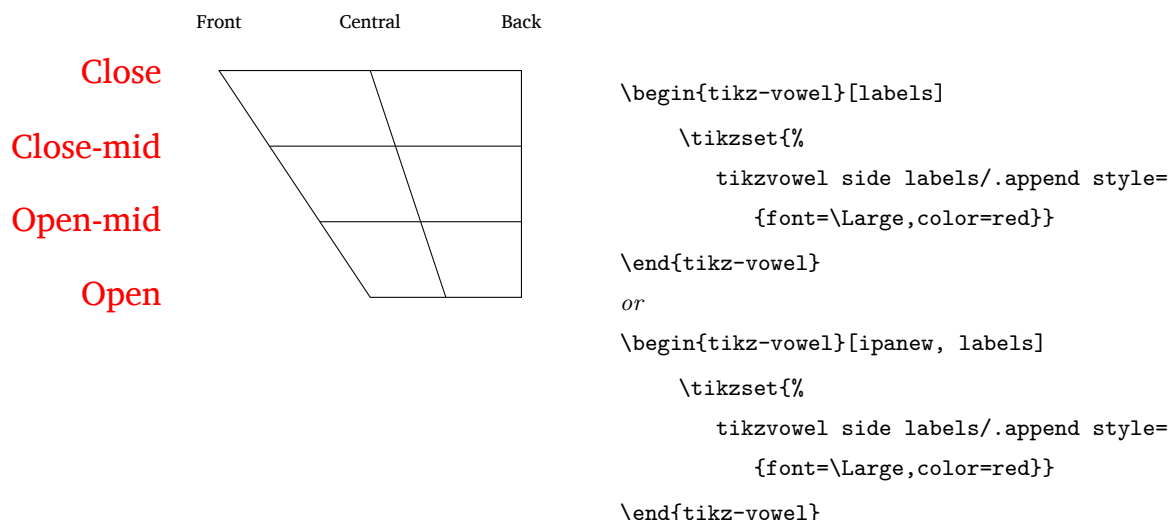 Front Central Back
Close
Close-mid
Open-mid
Open
\begin{tikz-vowel}[labels]
\tikzset{%
tikzvowel side labels/.append style=
{font=\Large,color=red}}
\end{tikz-vowel}
or
\begin{tikz-vowel}[ipanew, labels]
\tikzset{%
tikzvowel side labels/.append style=
{font=\Large,color=red}}
\end{tikz-vowel}